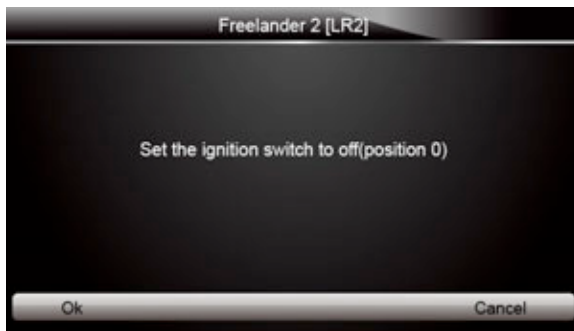 Freelander 2 [LR2]
Set the ignition switch to off(position 0)
Ok Cancel